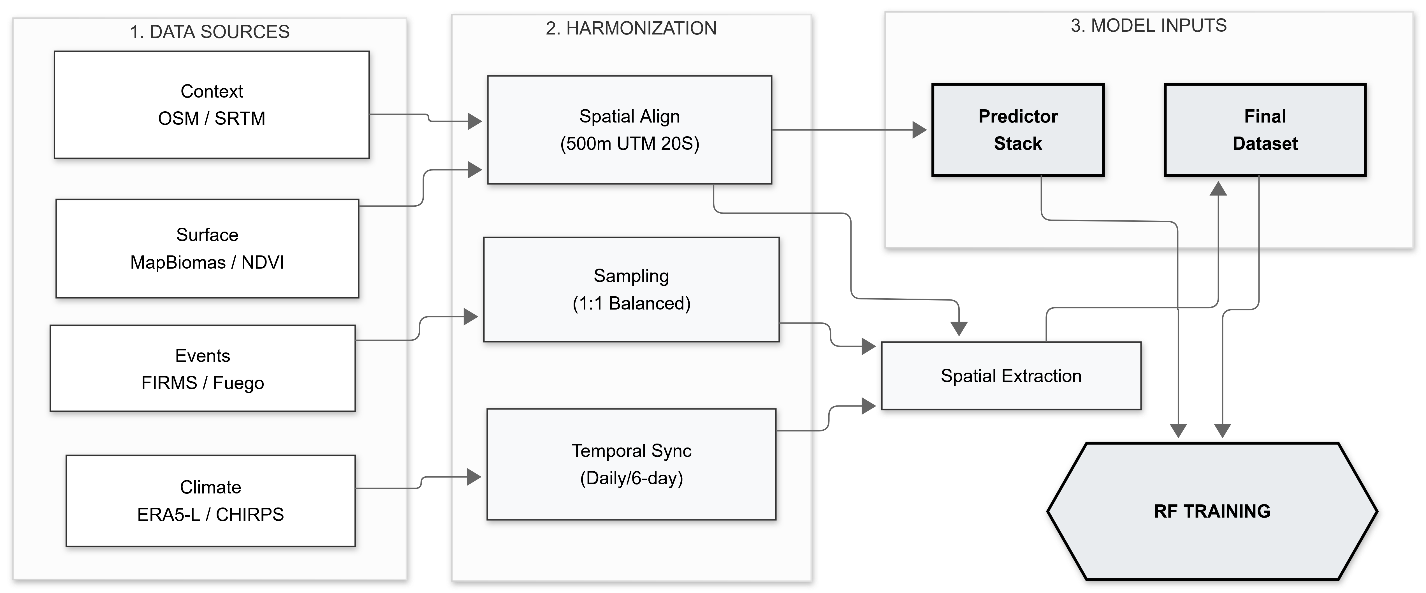 1. DATA SOURCES
Context
OSM / SRTM
Surface
MapBiomas / NDVI
Events
FIRMS / Fuego
Climate
ERA5-L / CHIRPS
2. HARMONIZATION
Spatial Align
(500m UTM 20S)
Sampling
(1:1 Balanced)
Temporal Sync
(Daily/6-day)
3. MODEL INPUTS
Predictor
Stack
Final
Dataset
Spatial Extraction
RF TRAINING